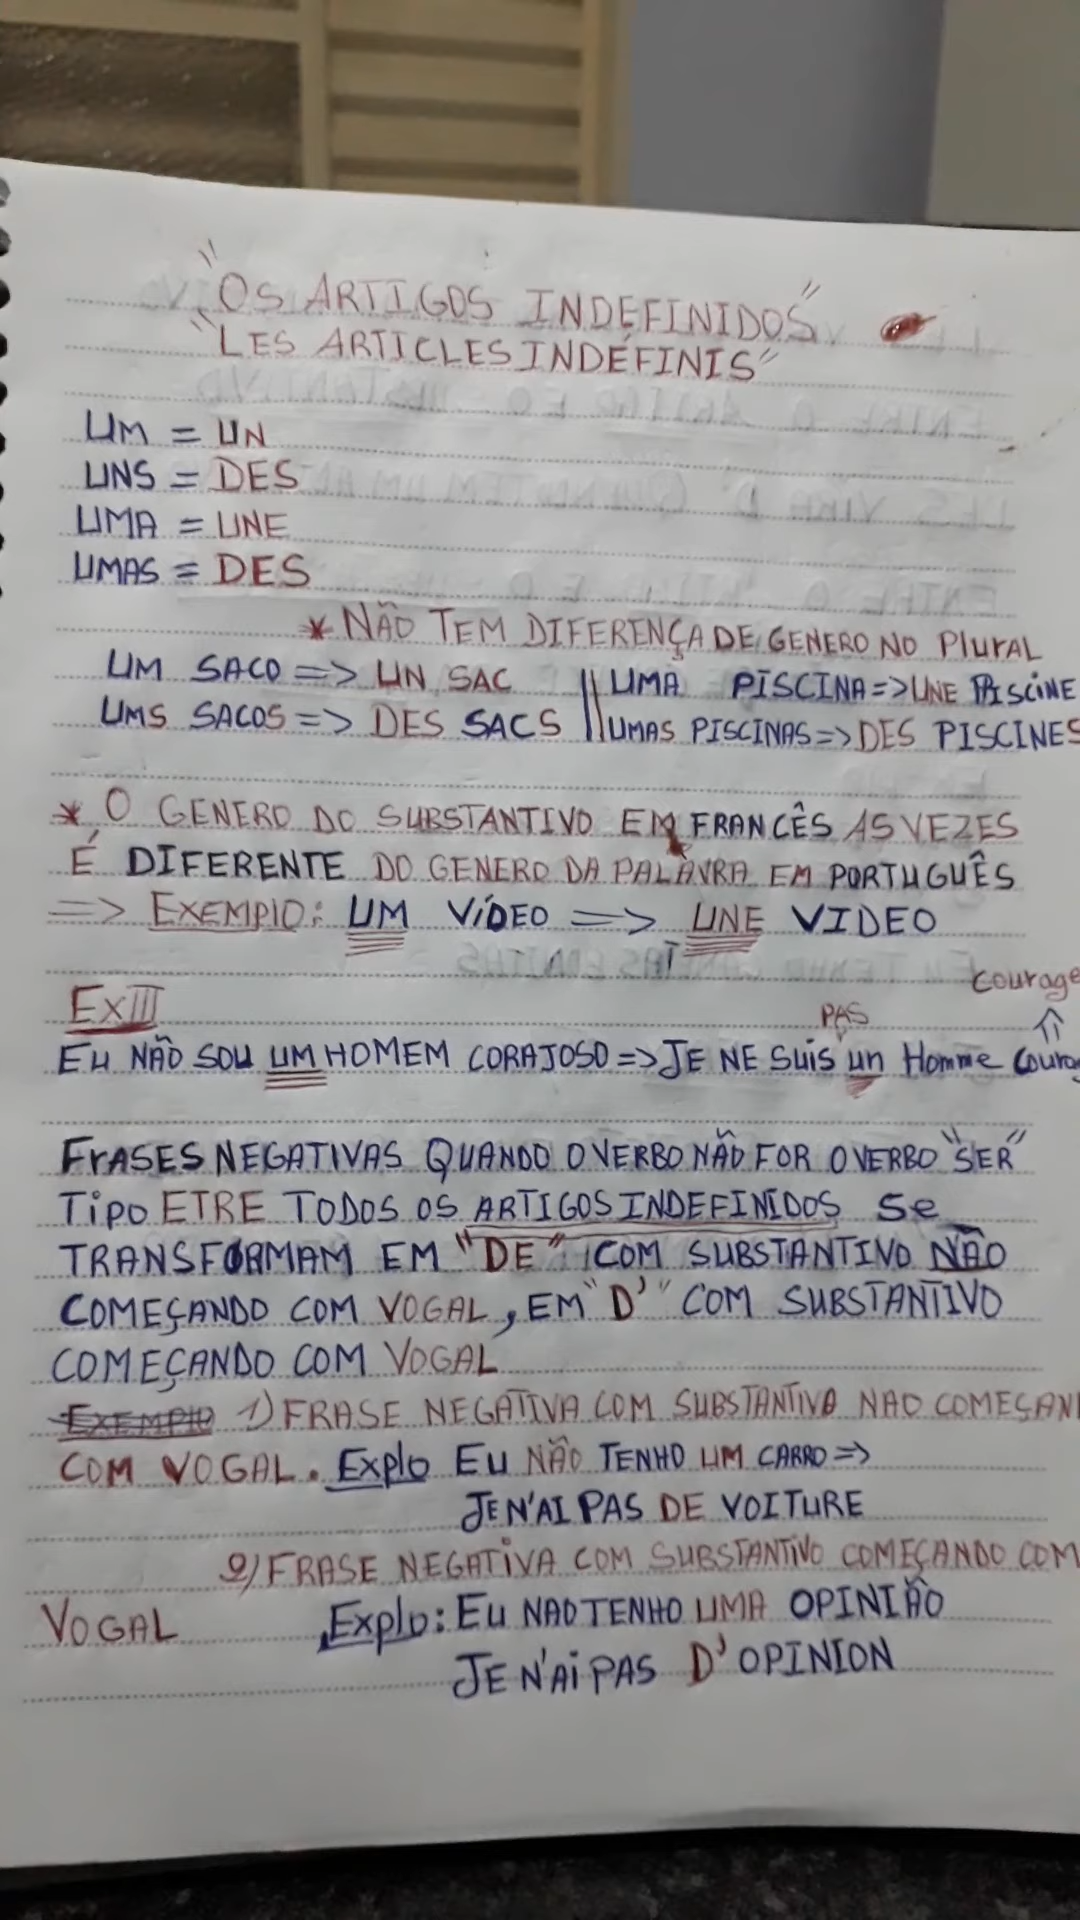 "OS ARTIGOS INDEFINIDOS"
"LES ARTICLES INDÉFINIS"
UM = UN
UNS = DES
UMA = UNE
UMAS = DES
* NÃO TEM DIFERENÇA DE GENERO NO PlURAL
UM SACO => UN SAC || UMA PISCINA => UNE PISCINE
UMS SACOS => DES SACS || UMAS PISCINAS => DES PISCINES
* O GENERO DO SUBSTANTIVO EM FRANCÊS AS VEZES
É DIFERENTE DO GENERO DA PALAVRA EM PORTUGUÊS
=> EXEMPlO: UM VÍDEO => UNE VIDEO
Courage
ExIII
PAS
EU NÃO SOU UM HOMEM CORAJOSO => JE NE SUiS un Homme Courag
FrASES NEGATIVAS QUANDO O VERBO NÃO FOR O VERBO "SER"
TiPO ETRE TODOS OS ARTIGOS INDEFINIDOS Se
TRANSFORMAM EM "DE" COM SUBSTANTIVO NÃO
COMEÇANDO COM VOGAL, EM "D'" COM SUBSTANTIVO
COMEÇANDO COM VOGAL
EXEMPlO 1) FRASE NEGATIVA COM SUBSTANTIVO NAO COMEÇAN
COM VOGAL. Explo EU NÃO TENHO UM CARRO =>
JE N'AI PAS DE VOITURE
2) FRASE NEGATIVA COM SUBSTANTIVO COMEÇANDO COM
VOGAL Explo: EU NAO TENHO UMA OPINIÃO
JE N'Ai PAS D'OPINION